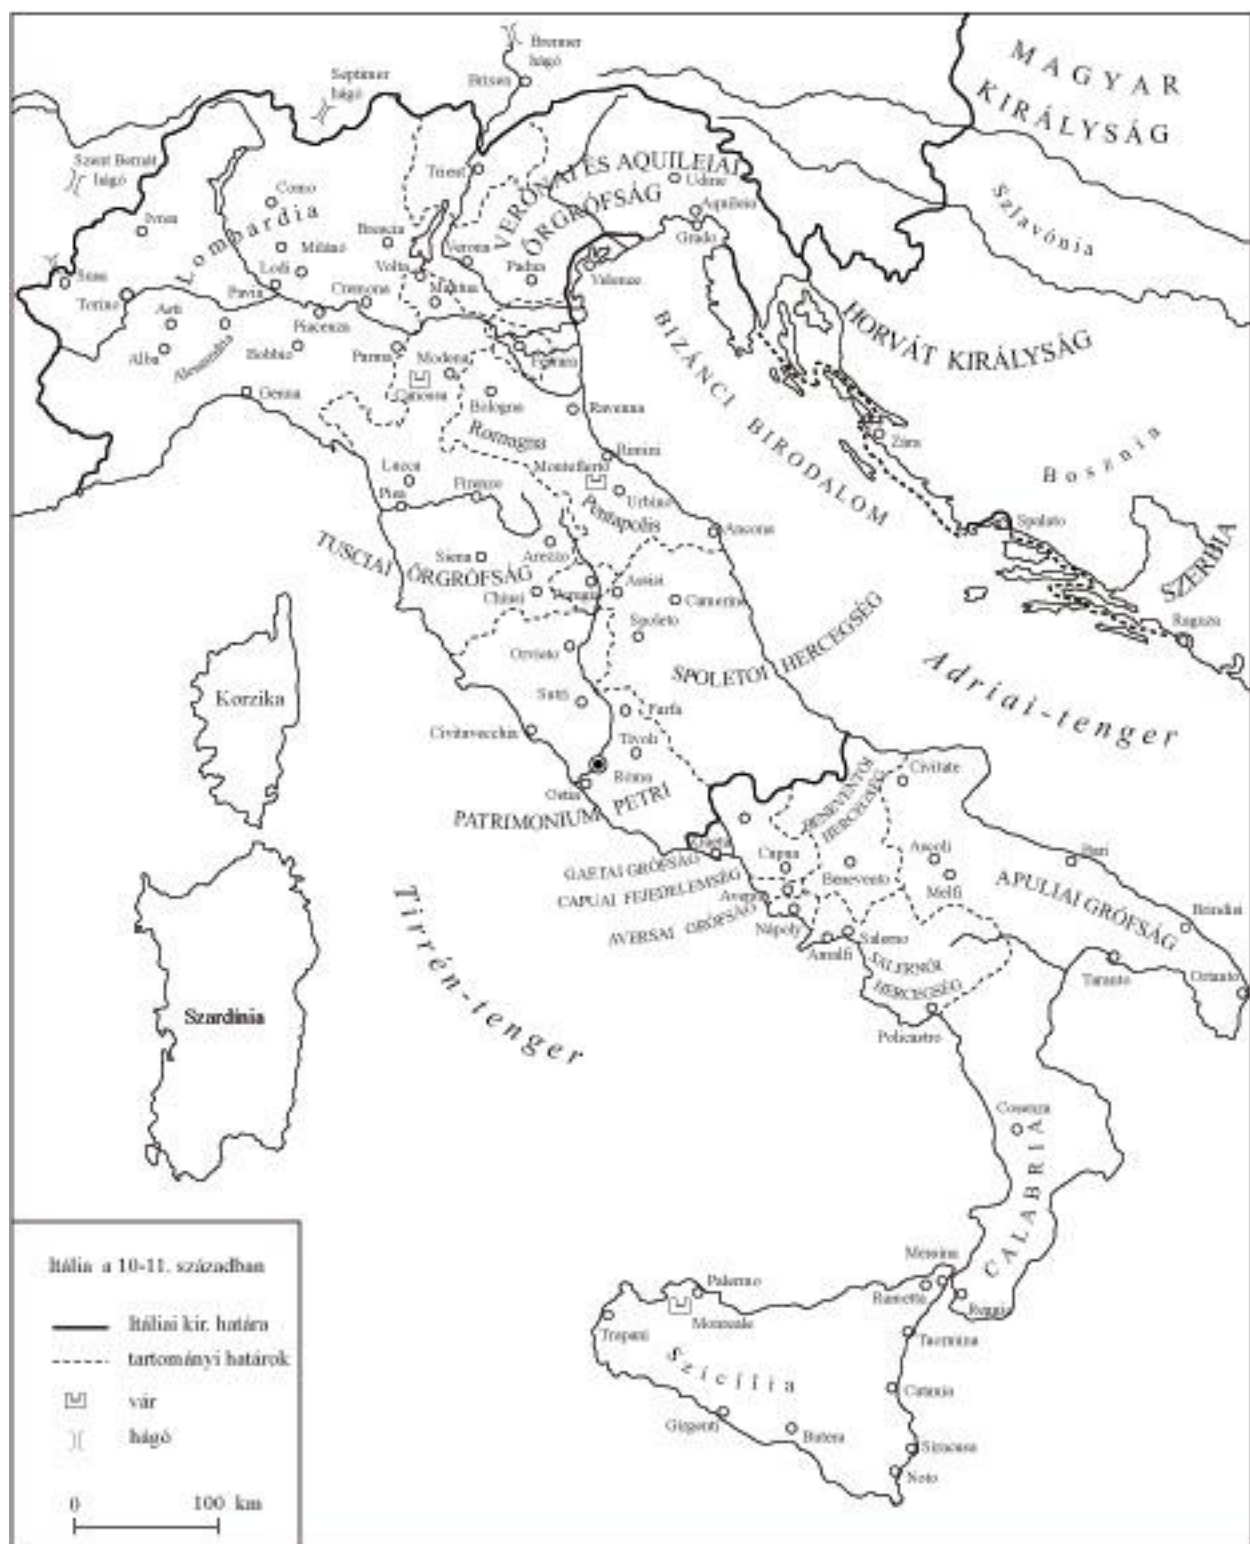 Brenner
hágó
Brixen
Septimer
hágó
MAGYAR
KIRÁLYSÁG
Szent Bernát
hágó
Como
Trient
VERONAI ÉS AQUILEIAI
ŐRGRÓFSÁG
Udine
Aquileia
Grado
Szlavónia
Ivrea
Lombardia
Milánó
Brescia
Verona
Padua
Velence
Susa
Torino
Lodi
Pavia
Cremona
Volta
Mantua
Asti
Alba
Alessandria
Piacenza
Bobbio
Parma
Modena
Ferrara
Canossa
Genua
Bologna
Ravenna
Romagna
HORVÁT KIRÁLYSÁG
BIZÁNCI BIRODALOM
Zára
Bosznia
Rimini
Lucca
Pisa
Firenze
Urbino
Pentapolis
Ancona
Spalato
SZERBIA
TUSCIAI ŐRGRÓFSÁG
Siena
Arezzo
Chiusi
Perugia
Assisi
Camerino
Spoleto
Raguza
Orvieto
SPOLETOI HERCEGSÉG
Adriai-tenger
Korzika
Sutri
Farfa
Civitavecchia
Tivoli
Róma
Ostia
PATRIMONIUM PETRI
BENEVENTÓI
HERCEGSÉG
Civitate
Gaeta
GAETAI GRÓFSÁG
Capua
Benevento
Ascoli
Melfi
Bari
CAPUAI FEJEDELEMSÉG
Aversa
AVERSAI GRÓFSÁG
Nápoly
Amalfi
Salerno
APULIAI GRÓFSÁG
Brindisi
SALERNÓI
HERCEGSÉG
Taranto
Otranto
Policastro
Tirrén-tenger
Szardínia
Cosenza
CALABRIA
Messina
Palermo
Rametta
Reggio
Monreale
Trapani
Taormina
Szicília
Catania
Girgenti
Butera
Siracusa
Noto
Itália a 10-11. században
Itáliai kir. határa
tartományi határok
vár
hágó
0 100 km